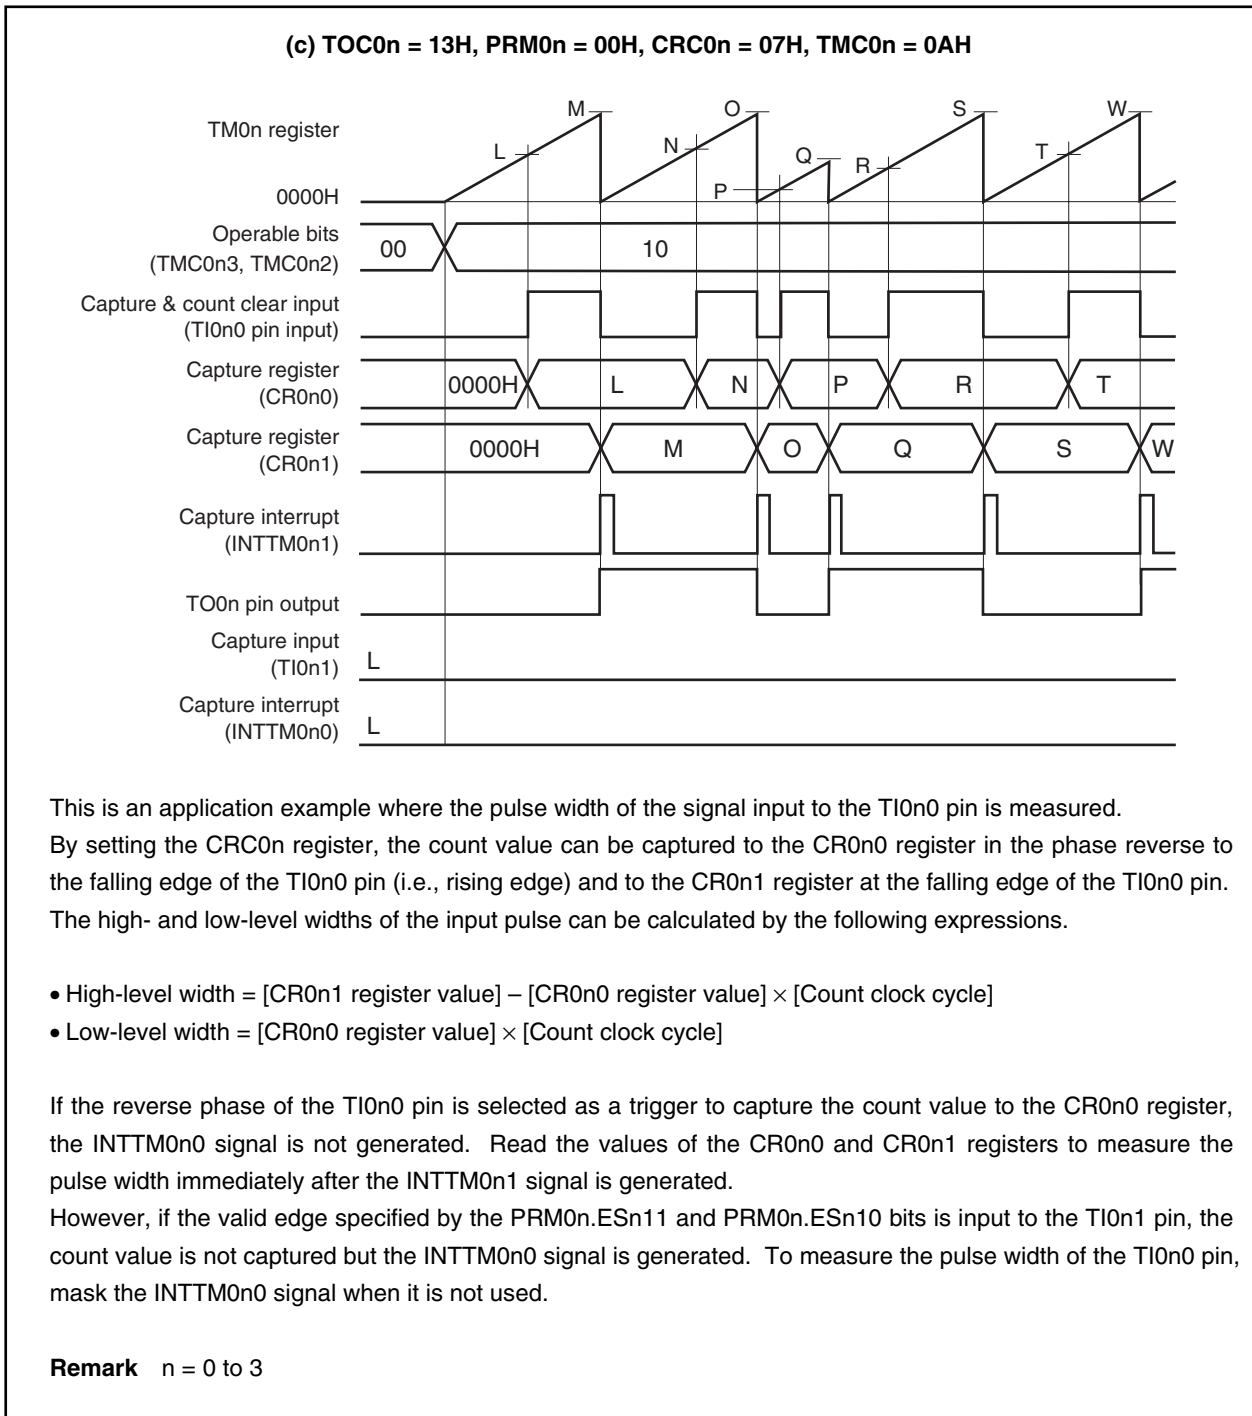 (c) TOC0n = 13H, PRM0n = 00H, CRC0n = 07H, TMC0n = 0AH
M O S W
TM0n register
L N Q R T
P
0000H
Operable bits
(TMC0n3, TMC0n2)
00 10
Capture & count clear input
(TI0n0 pin input)
Capture register
(CR0n0)
0000H L N P R T
Capture register
(CR0n1)
0000H M O Q S W
Capture interrupt
(INTTM0n1)
TO0n pin output
Capture input
(TI0n1)
L
Capture interrupt
(INTTM0n0)
L
This is an application example where the pulse width of the signal input to the TI0n0 pin is measured.
By setting the CRC0n register, the count value can be captured to the CR0n0 register in the phase reverse to
the falling edge of the TI0n0 pin (i.e., rising edge) and to the CR0n1 register at the falling edge of the TI0n0 pin.
The high- and low-level widths of the input pulse can be calculated by the following expressions.
• High-level width = [CR0n1 register value] – [CR0n0 register value] × [Count clock cycle]
• Low-level width = [CR0n0 register value] × [Count clock cycle]
If the reverse phase of the TI0n0 pin is selected as a trigger to capture the count value to the CR0n0 register,
the INTTM0n0 signal is not generated. Read the values of the CR0n0 and CR0n1 registers to measure the
pulse width immediately after the INTTM0n1 signal is generated.
However, if the valid edge specified by the PRM0n.ESn11 and PRM0n.ESn10 bits is input to the TI0n1 pin, the
count value is not captured but the INTTM0n0 signal is generated. To measure the pulse width of the TI0n0 pin,
mask the INTTM0n0 signal when it is not used.
Remark n = 0 to 3